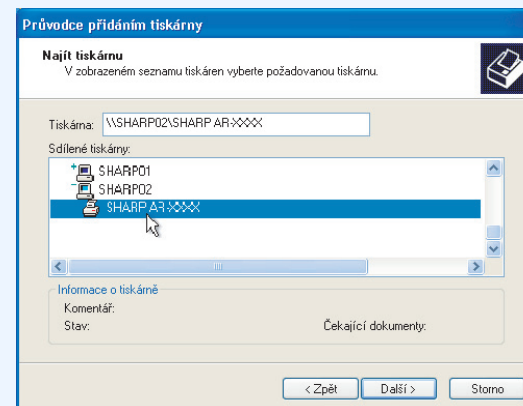 Průvodce přidáním tiskárny
Najít tiskárnu
V zobrazeném seznamu tiskáren vyberte požadovanou tiskárnu.
Tiskárna: \\SHARP02\SHARP AR-XXXX
Sdílené tiskárny:
SHARP01
SHARP02
SHARP AR-XXXX
Informace o tiskárně
Komentář:
Stav: Čekající dokumenty:
< Zpět Další > Storno